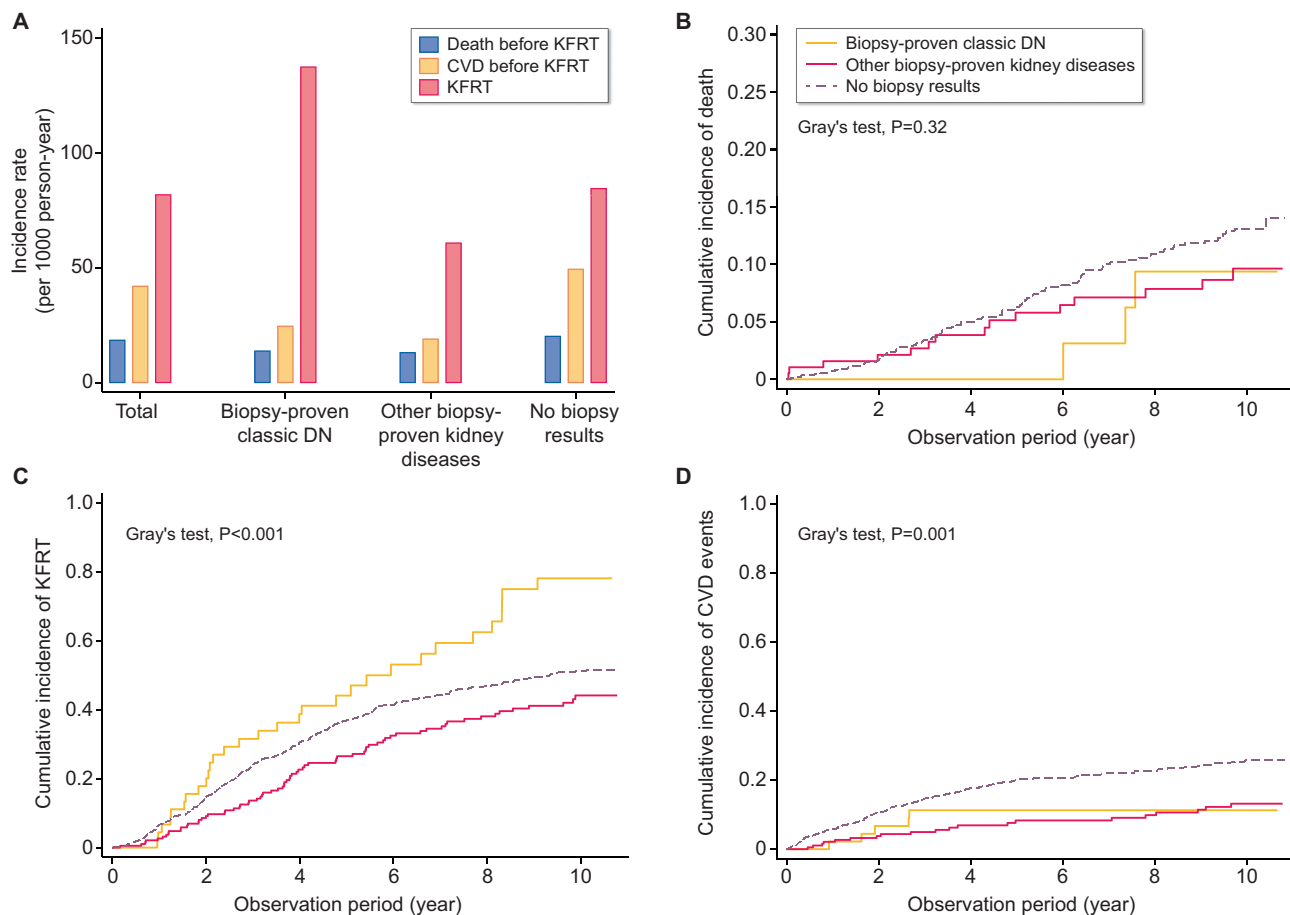 A
150
100
50
0
Incidence rate
(per 1000 person-year)
Death before KFRT
CVD before KFRT
KFRT
Total
Biopsy-proven
classic DN
Other biopsy-
proven kidney
diseases
No biopsy
results
B
0.30
0.25
0.20
0.15
0.10
0.05
0
Cumulative incidence of death
Biopsy-proven classic DN
Other biopsy-proven kidney diseases
No biopsy results
Gray's test, P=0.32
0 2 4 6 8 10
Observation period (year)
C
1.0
0.8
0.6
0.4
0.2
0
Cumulative incidence of KFRT
Gray's test, P<0.001
0 2 4 6 8 10
Observation period (year)
D
1.0
0.8
0.6
0.4
0.2
0
Cumulative incidence of CVD events
Gray's test, P=0.001
0 2 4 6 8 10
Observation period (year)